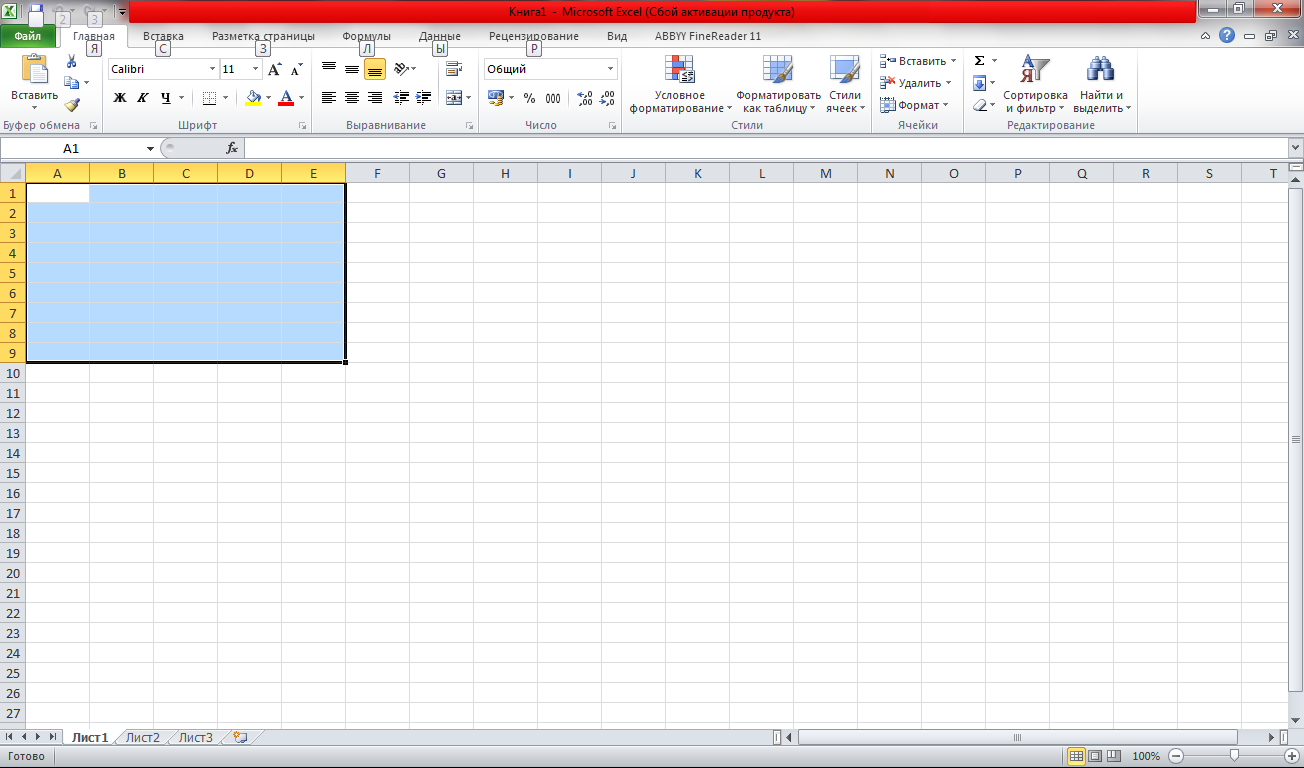 Книга1 - Microsoft Excel (Сбой активации продукта)
2 3
Файл Главная Вставка Разметка страницы Формулы Данные Рецензирование Вид ABBYY FineReader 11
Я С З Л Ы Р
Calibri 11 Общий
Вставить
Ж К Ч
% 000
Условное форматирование
Форматировать как таблицу
Стили ячеек
Вставить
Удалить
Формат
Σ
Сортировка и фильтр
Найти и выделить
Буфер обмена Шрифт Выравнивание Число Стили Ячейки Редактирование
A1 fx
A B C D E F G H I J K L M N O P Q R S T
1
2
3
4
5
6
7
8
9
10
11
12
13
14
15
16
17
18
19
20
21
22
23
24
25
26
27
Лист1 Лист2 Лист3
Готово 100%